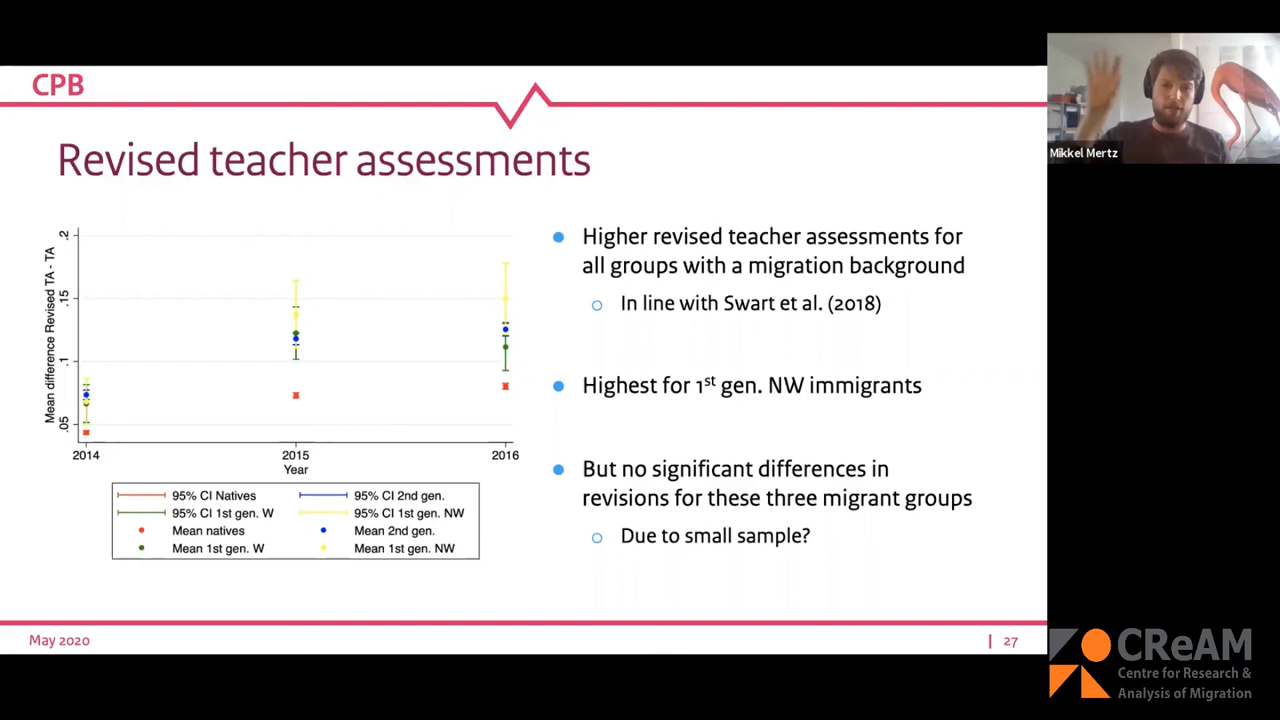 CPB
Revised teacher assessments
Mean difference Revised TA - TA
.2
.15
.1
.05
2014
2015
2016
Year
95% CI Natives
95% CI 2nd gen.
95% CI 1st gen. W
95% CI 1st gen. NW
Mean natives
Mean 2nd gen.
Mean 1st gen. W
Mean 1st gen. NW
Higher revised teacher assessments for
all groups with a migration background
In line with Swart et al. (2018)
Highest for 1st gen. NW immigrants
But no significant differences in
revisions for these three migrant groups
Due to small sample?
May 2020
| 27
Mikkel Mertz
CReAM
Centre for Research &
Analysis of Migration